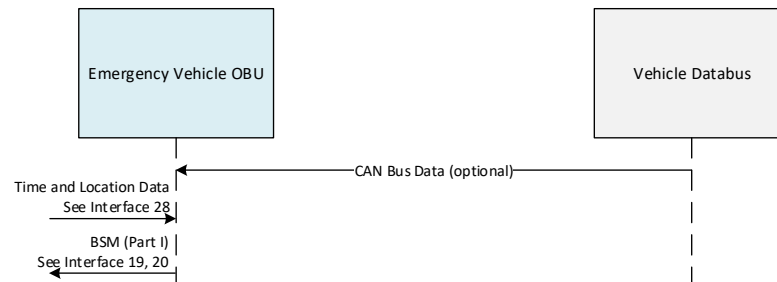 Emergency Vehicle OBU
Vehicle Databus
CAN Bus Data (optional)
Time and Location Data
See Interface 28
BSM (Part I)
See Interface 19, 20